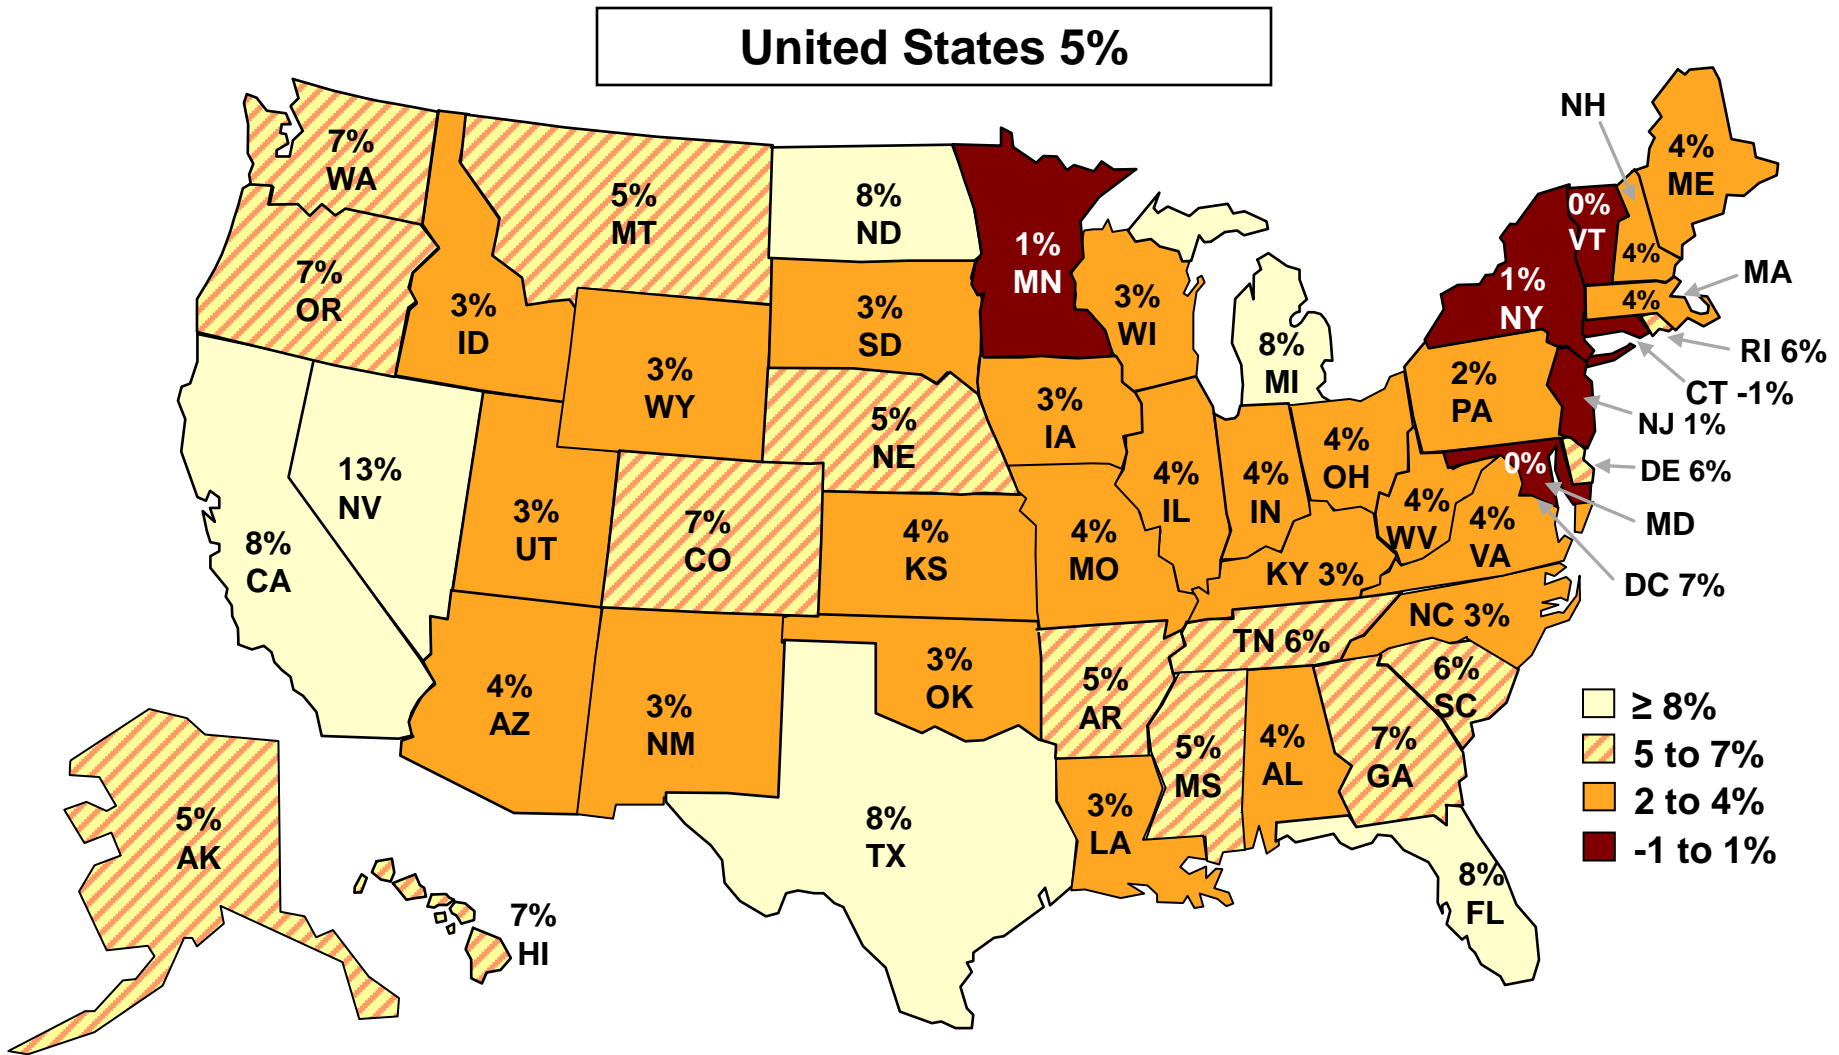 United States 5%
NH
7%
WA
4%
ME
5%
MT
8%
ND
0%
VT
1%
MN
4%
MA
7%
OR
1%
NY
3%
ID
3%
SD
3%
WI
4%
8%
MI
RI 6%
3%
WY
2%
PA
CT -1%
NJ 1%
5%
NE
3%
IA
4%
OH
13%
NV
4%
IL
4%
IN
0%
DE 6%
4%
WV
4%
VA
MD
3%
UT
7%
CO
4%
KS
4%
MO
8%
CA
KY 3%
DC 7%
NC 3%
TN 6%
3%
OK
5%
AR
6%
SC
4%
AZ
3%
NM
5%
MS
4%
AL
7%
GA
≥ 8%
5 to 7%
2 to 4%
-1 to 1%
5%
AK
8%
TX
3%
LA
8%
FL
7%
HI